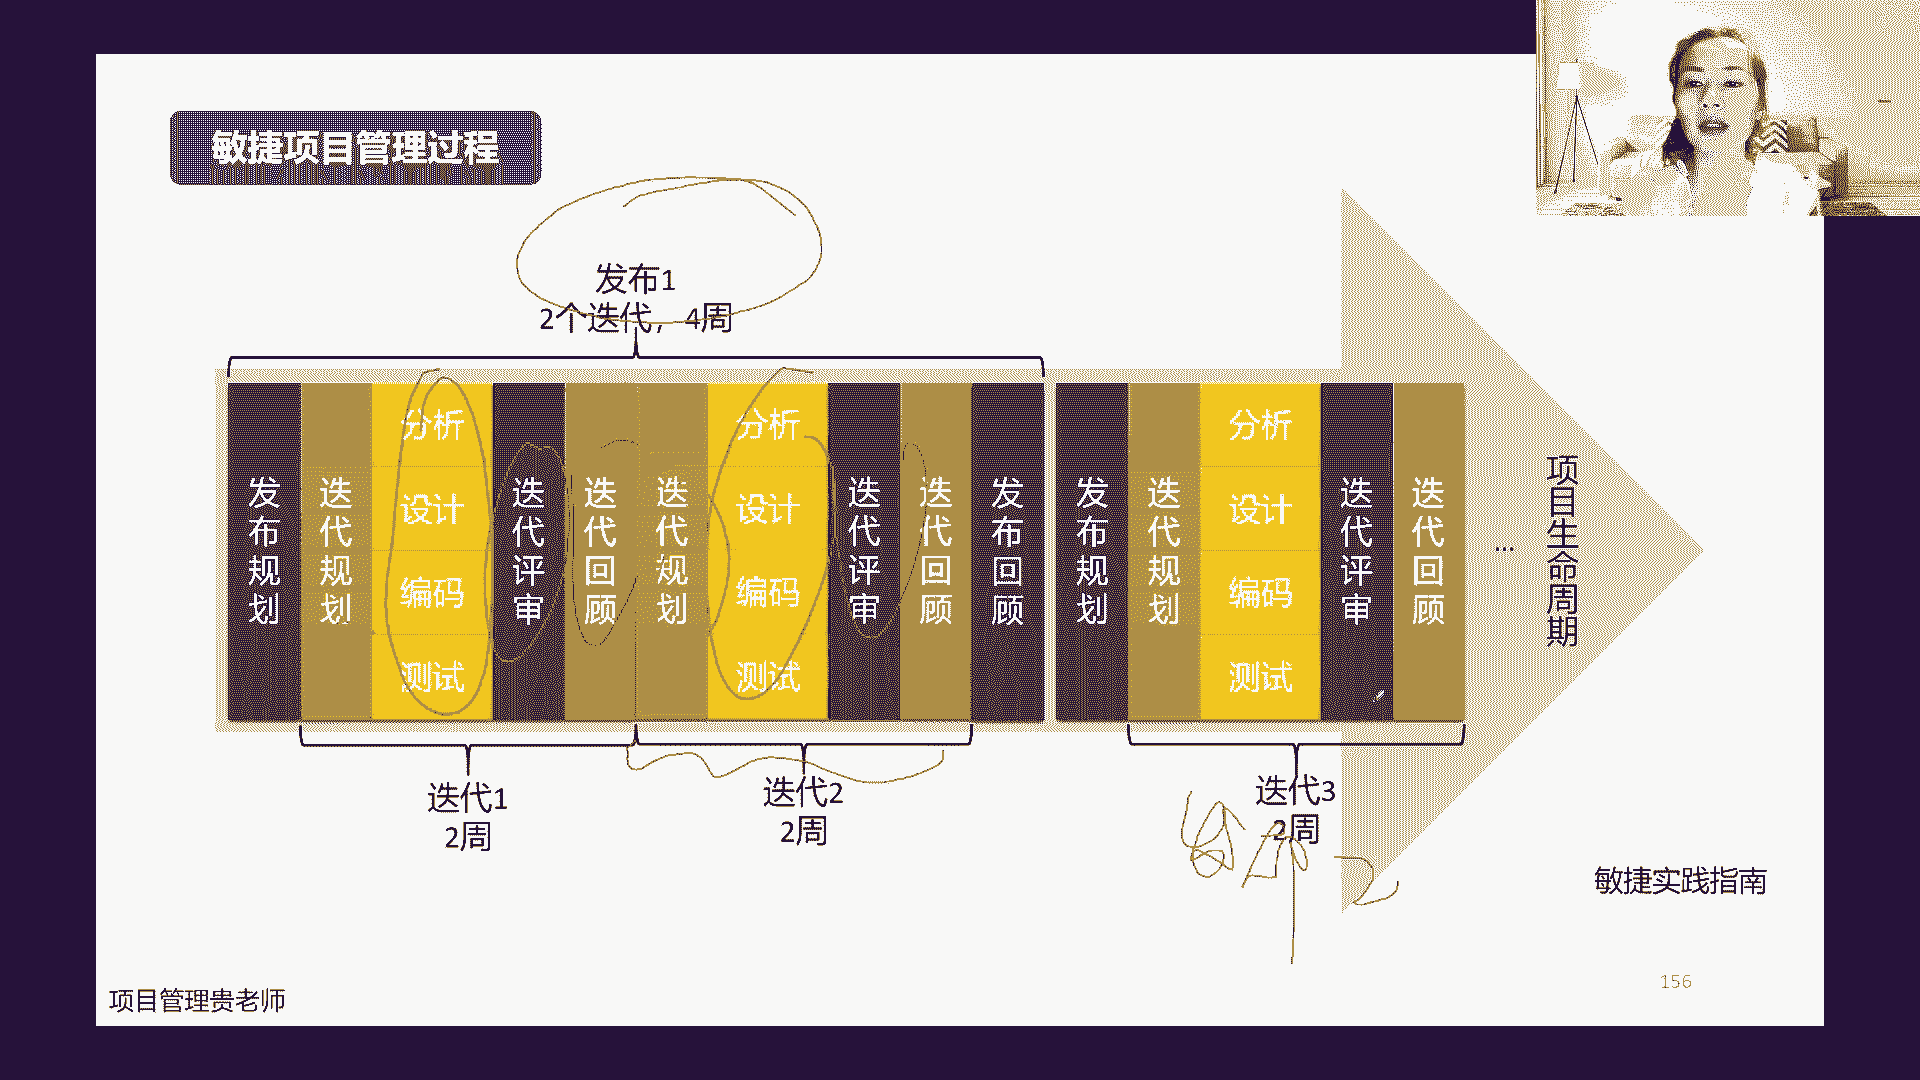 敏捷项目管理过程
发布1
2个迭代，4周
发布规划
迭代规划
分析
设计
编码
测试
迭代评审
迭代回顾
迭代规划
分析
设计
编码
测试
迭代评审
迭代回顾
发布回顾
发布规划
迭代规划
分析
设计
编码
测试
迭代评审
迭代回顾
...
项目生命周期
迭代1
2周
迭代2
2周
迭代3
2周
敏捷实践指南
156
项目管理贵老师